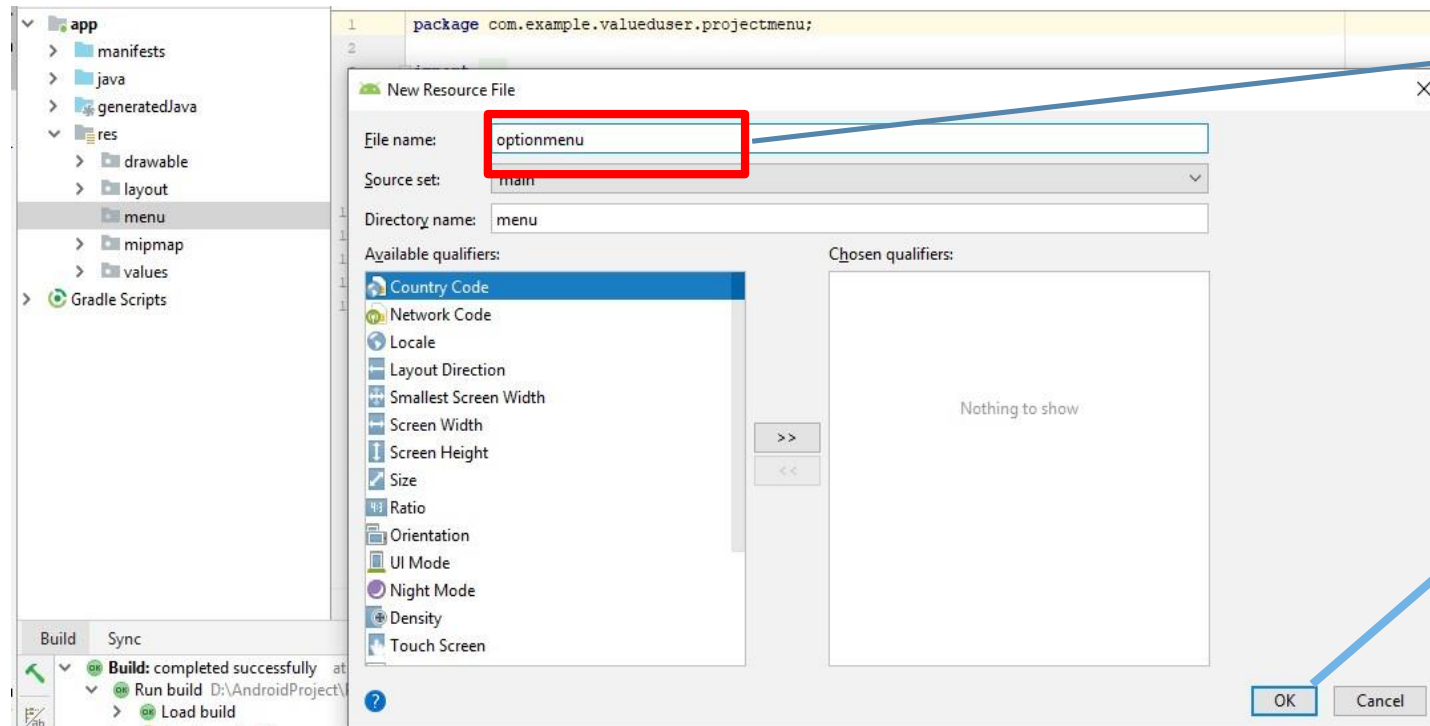 app
manifests
java
generatedJava
res
drawable
layout
menu
mipmap
values
Gradle Scripts
1 package com.example.valueduser.projectmenu;
2
New Resource File
File name: optionmenu
Source set: main
Directory name: menu
Available qualifiers:
Country Code
Network Code
Locale
Layout Direction
Smallest Screen Width
Screen Width
Screen Height
Size
Ratio
Orientation
UI Mode
Night Mode
Density
Touch Screen
>>
<<
Chosen qualifiers:
Nothing to show
? OK Cancel
Build Sync
Build: completed successfully at
Run build D:\AndroidProject\
Load build